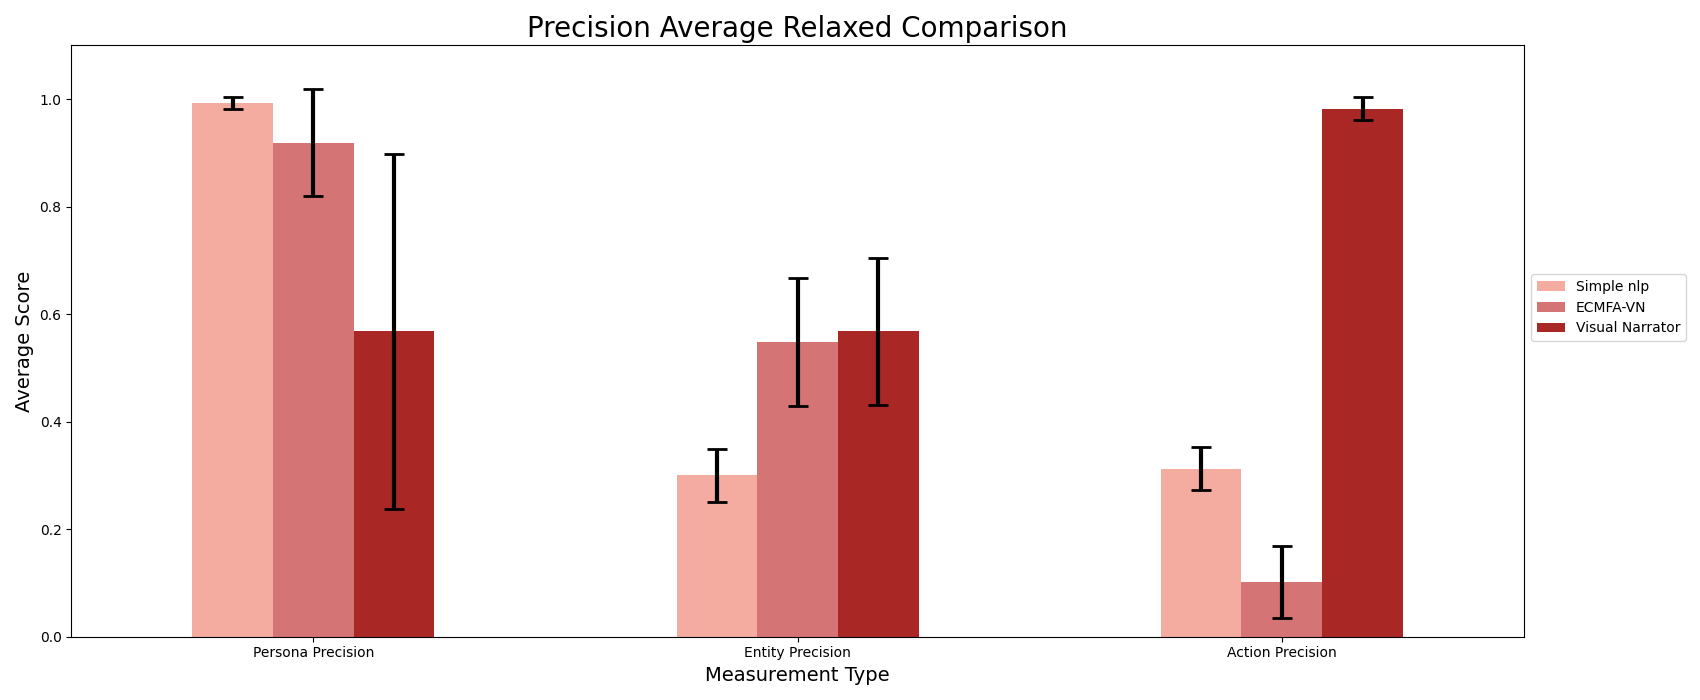 Precision Average Relaxed Comparison
Average Score
1.0
0.8
0.6
0.4
0.2
0.0
Persona Precision
Entity Precision
Action Precision
Measurement Type
Simple nlp
ECMFA-VN
Visual Narrator